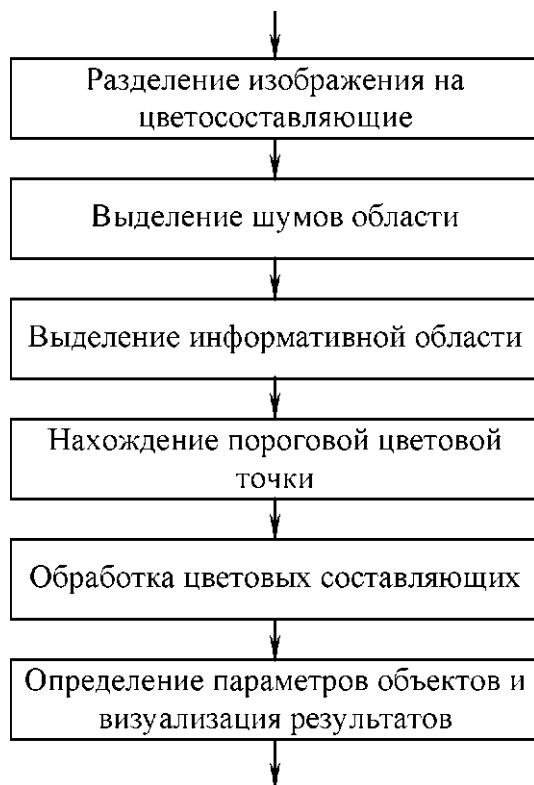 Разделение изображения на
цветосоставляющие
Выделение шумов области
Выделение информативной области
Нахождение пороговой цветовой
точки
Обработка цветовых составляющих
Определение параметров объектов и
визуализация результатов